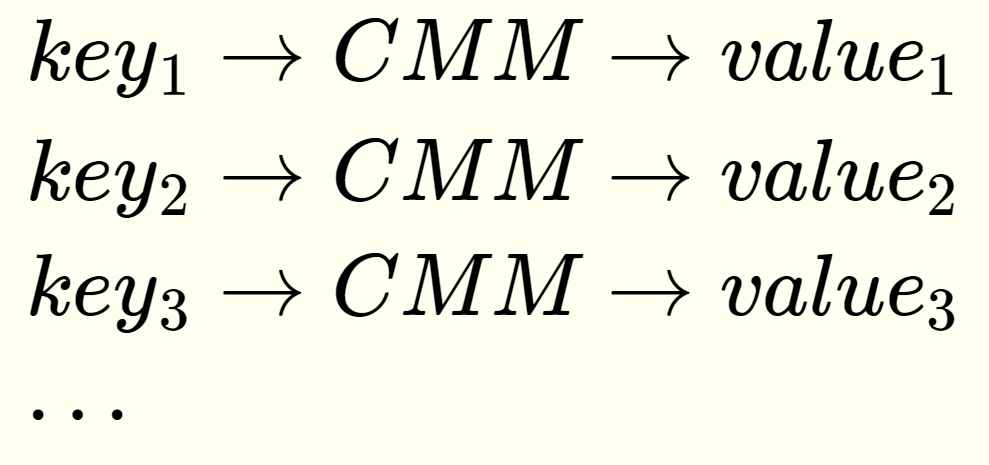 key₁ → CMM → value₁
key₂ → CMM → value₂
key₃ → CMM → value₃
...